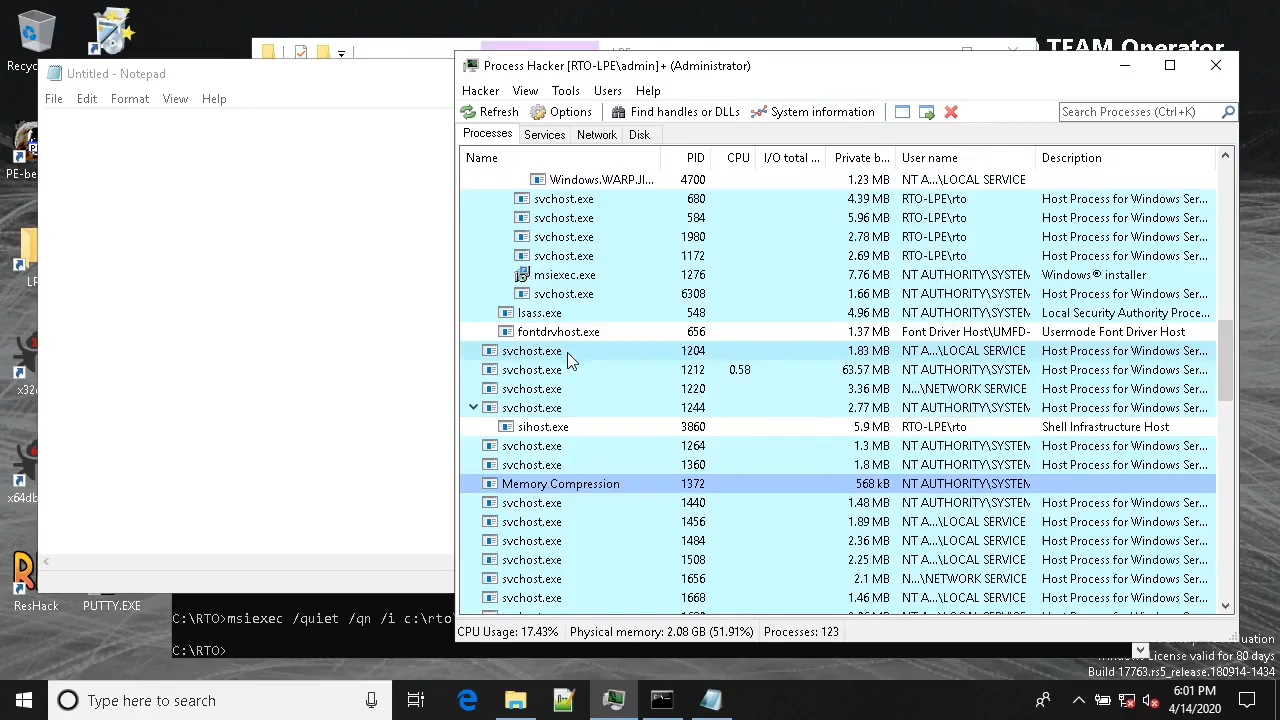 Recyc
TEAM Operator
Untitled - Notepad
File Edit Format View Help
PE-be
x64db
ResHack
PUTTY.EXE
Process Hacker [RTO-LPE\admin]+ (Administrator)
Hacker View Tools Users Help
Refresh Options Find handles or DLLs System information Search Processes (Ctrl+K)
Processes Services Network Disk
Name PID CPU I/O total ... Private b... User name Description
Windows.WARP.JI... 4700 1.23 MB NT A...\LOCAL SERVICE
svchost.exe 680 4.39 MB RTO-LPE\rto Host Process for Windows Ser...
svchost.exe 584 5.96 MB RTO-LPE\rto Host Process for Windows Ser...
svchost.exe 1980 2.78 MB RTO-LPE\rto Host Process for Windows Ser...
svchost.exe 1172 2.69 MB RTO-LPE\rto Host Process for Windows Ser...
msiexec.exe 1276 7.76 MB NT AUTHORITY\SYSTEM Windows® installer
svchost.exe 6308 1.66 MB NT AUTHORITY\SYSTEM Host Process for Windows Ser...
lsass.exe 548 4.96 MB NT AUTHORITY\SYSTEM Local Security Authority Proce...
fontdrvhost.exe 656 1.37 MB Font Driver Host\UMFD- Usermode Font Driver Host
svchost.exe 1204 1.83 MB NT A...\LOCAL SERVICE Host Process for Windows Ser...
svchost.exe 1212 0.58 63.57 MB NT AUTHORITY\SYSTEM Host Process for Windows Ser...
svchost.exe 1220 3.36 MB N...\NETWORK SERVICE Host Process for Windows Ser...
svchost.exe 1244 2.77 MB NT AUTHORITY\SYSTEM Host Process for Windows Ser...
sihost.exe 3860 5.9 MB RTO-LPE\rto Shell Infrastructure Host
svchost.exe 1264 1.3 MB NT AUTHORITY\SYSTEM Host Process for Windows Ser...
svchost.exe 1360 1.8 MB NT AUTHORITY\SYSTEM Host Process for Windows Ser...
Memory Compression 1372 568 kB NT AUTHORITY\SYSTEM
svchost.exe 1440 1.48 MB NT AUTHORITY\SYSTEM Host Process for Windows Ser...
svchost.exe 1456 1.89 MB NT A...\LOCAL SERVICE Host Process for Windows Ser...
svchost.exe 1484 2.36 MB NT A...\LOCAL SERVICE Host Process for Windows Ser...
svchost.exe 1508 2.25 MB NT A...\LOCAL SERVICE Host Process for Windows Ser...
svchost.exe 1656 2.1 MB N...\NETWORK SERVICE Host Process for Windows Ser...
svchost.exe 1668 1.46 MB NT A...\LOCAL SERVICE Host Process for Windows Ser...
CPU Usage: 17.43% Physical memory: 2.08 GB (51.91%) Processes: 123
C:\RTO>msiexec /quiet /qn /i c:\rto
C:\RTO>
License valid for 80 days
Build 17763.rs5_release.180914-1434
Type here to search
6:01 PM
4/14/2020